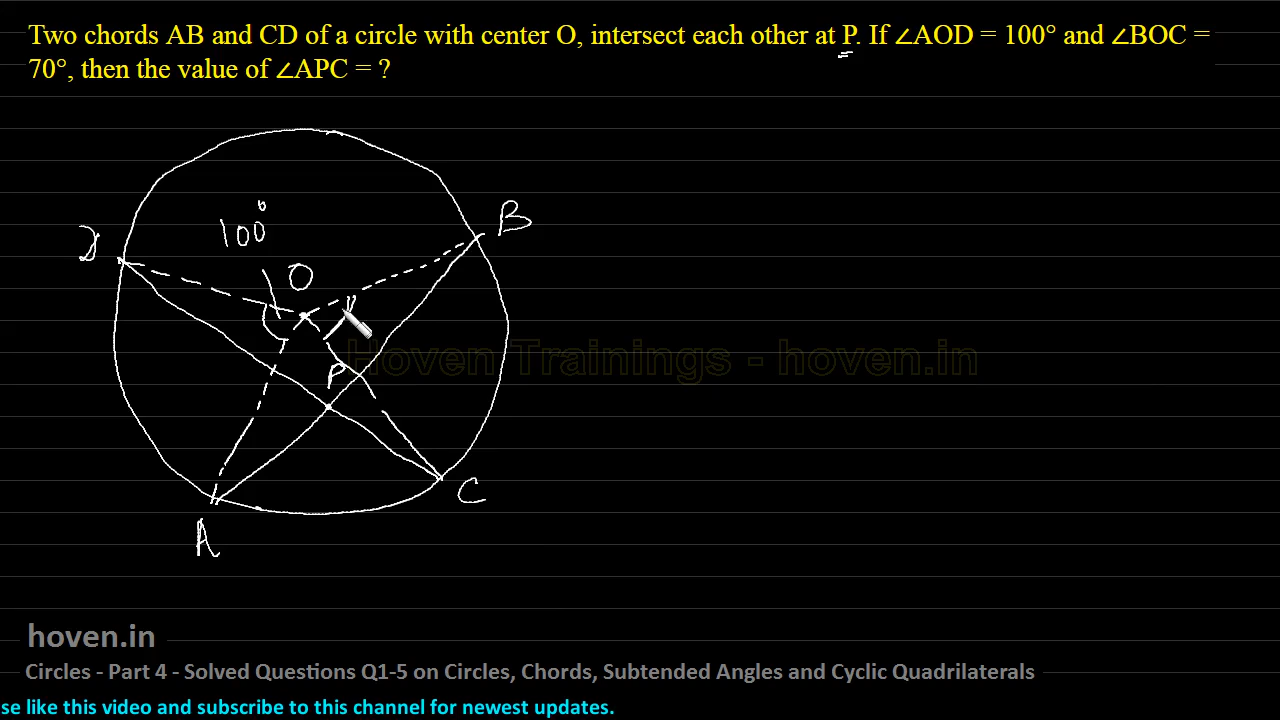 Two chords AB and CD of a circle with center O, intersect each other at P. If ∠AOD = 100° and ∠BOC =
70°, then the value of ∠APC = ?
B
100°
D
O
Hoven Trainings - hoven.in
P
C
A
hoven.in
Circles - Part 4 - Solved Questions Q1-5 on Circles, Chords, Subtended Angles and Cyclic Quadrilaterals
se like this video and subscribe to this channel for newest updates.